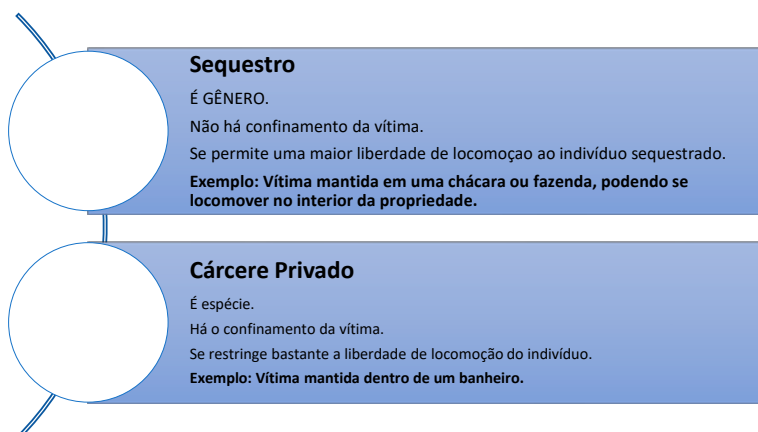 Sequestro
É GÊNERO.
Não há confinamento da vítima.
Se permite uma maior liberdade de locomoçao ao indivíduo sequestrado.
Exemplo: Vítima mantida em uma chácara ou fazenda, podendo se
locomover no interior da propriedade.
Cárcere Privado
É espécie.
Há o confinamento da vítima.
Se restringe bastante a liberdade de locomoção do indivíduo.
Exemplo: Vítima mantida dentro de um banheiro.